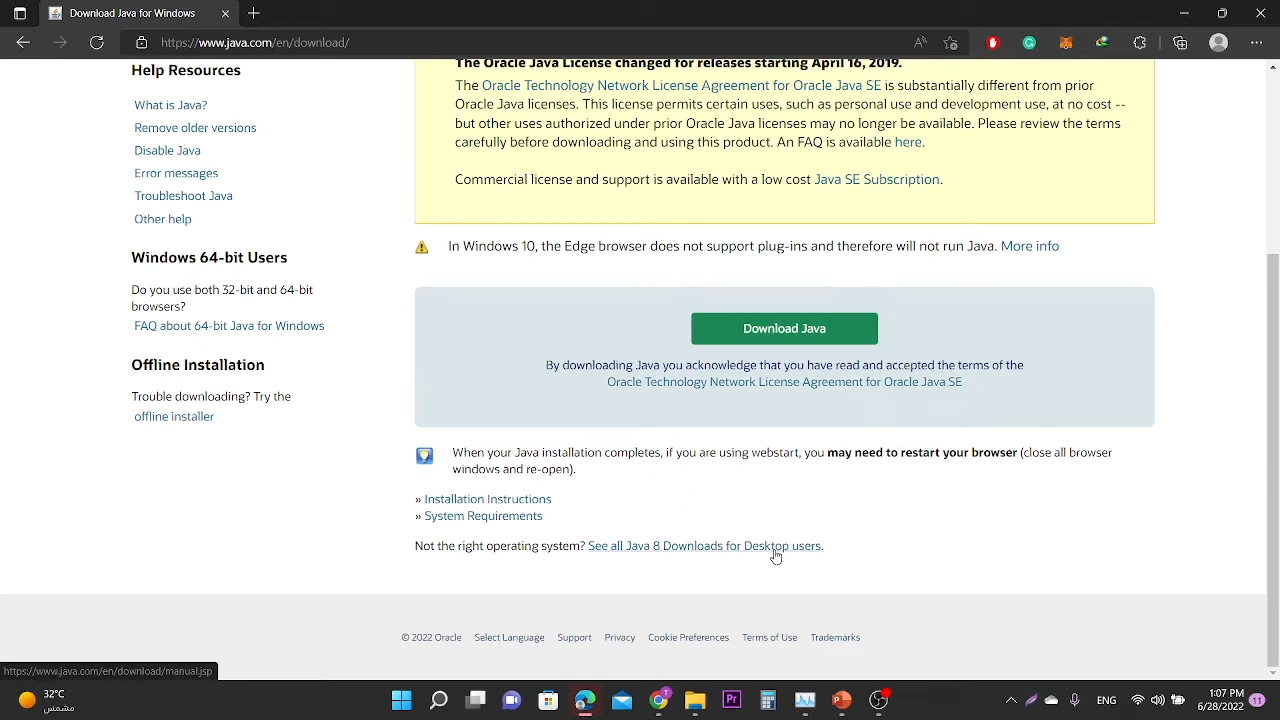 Download Java for Windows
https://www.java.com/en/download/
Help Resources
What is Java?
Remove older versions
Disable Java
Error messages
Troubleshoot Java
Other help
Windows 64-bit Users
Do you use both 32-bit and 64-bit
browsers?
FAQ about 64-bit Java for Windows
Offline Installation
Trouble downloading? Try the
offline installer
The Oracle Java License changed for releases starting April 16, 2019.
The Oracle Technology Network License Agreement for Oracle Java SE is substantially different from prior
Oracle Java licenses. This license permits certain uses, such as personal use and development use, at no cost --
but other uses authorized under prior Oracle Java licenses may no longer be available. Please review the terms
carefully before downloading and using this product. An FAQ is available here.
Commercial license and support is available with a low cost Java SE Subscription.
In Windows 10, the Edge browser does not support plug-ins and therefore will not run Java. More info
Download Java
By downloading Java you acknowledge that you have read and accepted the terms of the
Oracle Technology Network License Agreement for Oracle Java SE
When your Java installation completes, if you are using webstart, you may need to restart your browser (close all browser
windows and re-open).
» Installation Instructions
» System Requirements
Not the right operating system? See all Java 8 Downloads for Desktop users.
© 2022 Oracle Select Language Support Privacy Cookie Preferences Terms of Use Trademarks
https://www.java.com/en/download/manual.jsp
32°C
مشمس
Pr
ENG
1:07 PM
6/28/2022
11